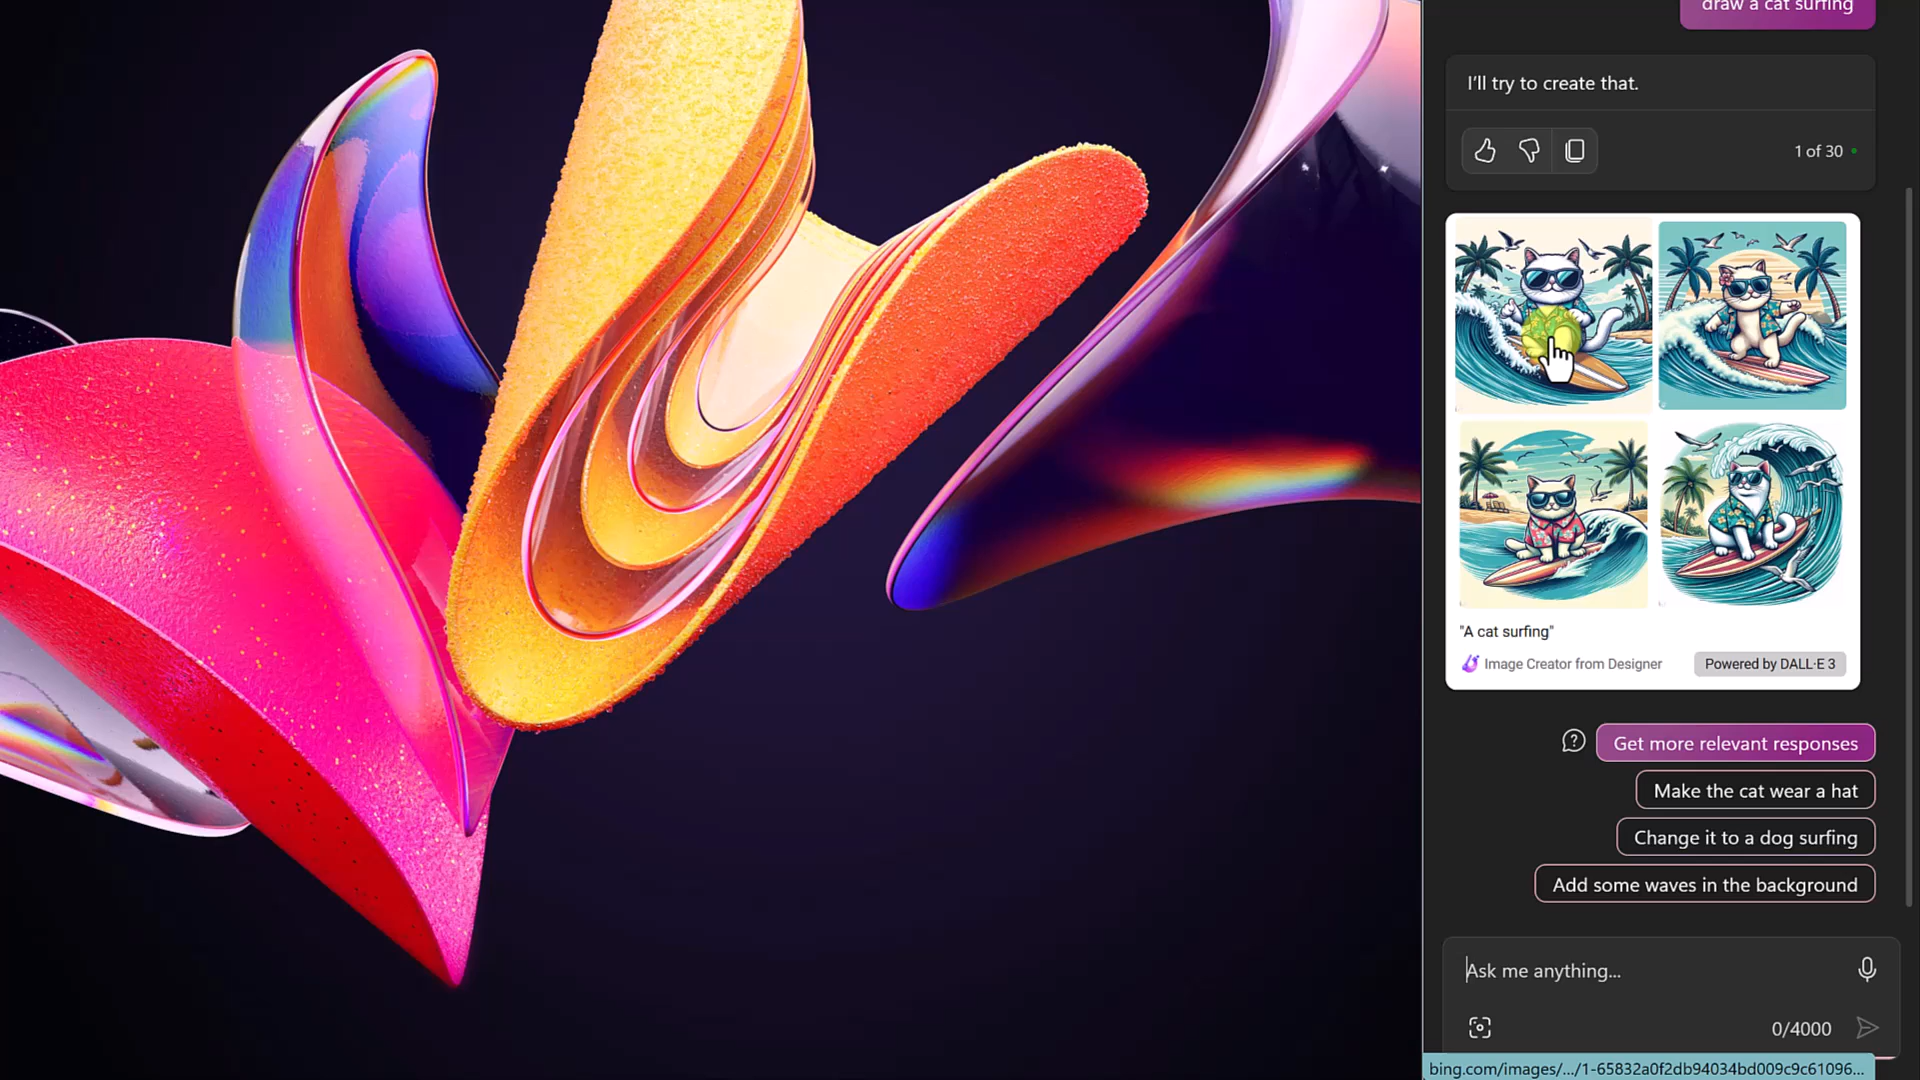 draw a cat surfing
I'll try to create that.
1 of 30
"A cat surfing"
Image Creator from Designer
Powered by DALL·E 3
Get more relevant responses
Make the cat wear a hat
Change it to a dog surfing
Add some waves in the background
Ask me anything...
0/4000
bing.com/images/.../1-65832a0f2db94034bd009c9c61096...